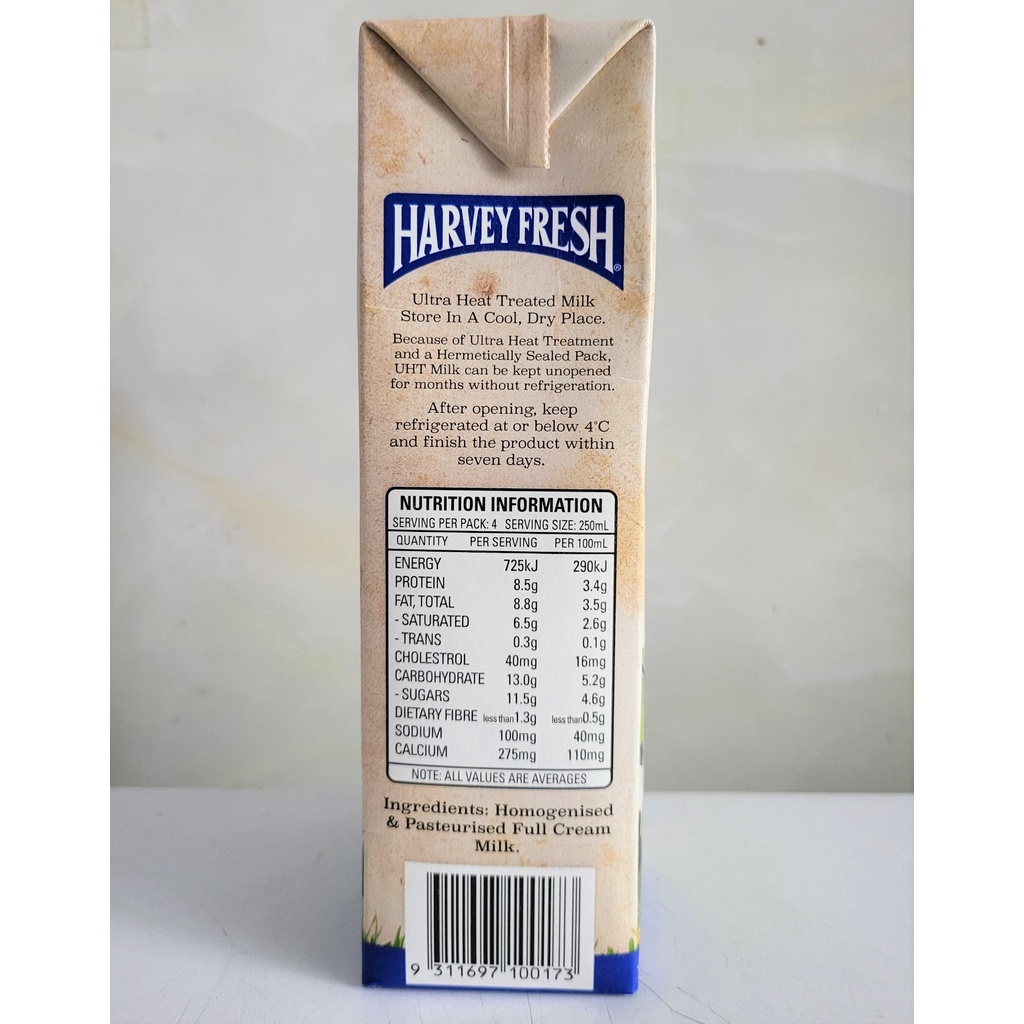 HARVEY FRESH®
Ultra Heat Treated Milk
Store In A Cool, Dry Place.
Because of Ultra Heat Treatment
and a Hermetically Sealed Pack,
UHT Milk can be kept unopened
for months without refrigeration.
After opening, keep
refrigerated at or below 4°C
and finish the product within
seven days.
NUTRITION INFORMATION
SERVING PER PACK: 4 SERVING SIZE: 250mL
QUANTITY PER SERVING PER 100mL
ENERGY 725kJ 290kJ
PROTEIN 8.5g 3.4g
FAT, TOTAL 8.8g 3.5g
- SATURATED 6.5g 2.6g
- TRANS 0.3g 0.1g
CHOLESTROL 40mg 16mg
CARBOHYDRATE 13.0g 5.2g
- SUGARS 11.5g 4.6g
DIETARY FIBRE less than 1.3g less than 0.5g
SODIUM 100mg 40mg
CALCIUM 275mg 110mg
NOTE: ALL VALUES ARE AVERAGES
Ingredients: Homogenised
& Pasteurised Full Cream
Milk.
9 311697 100173